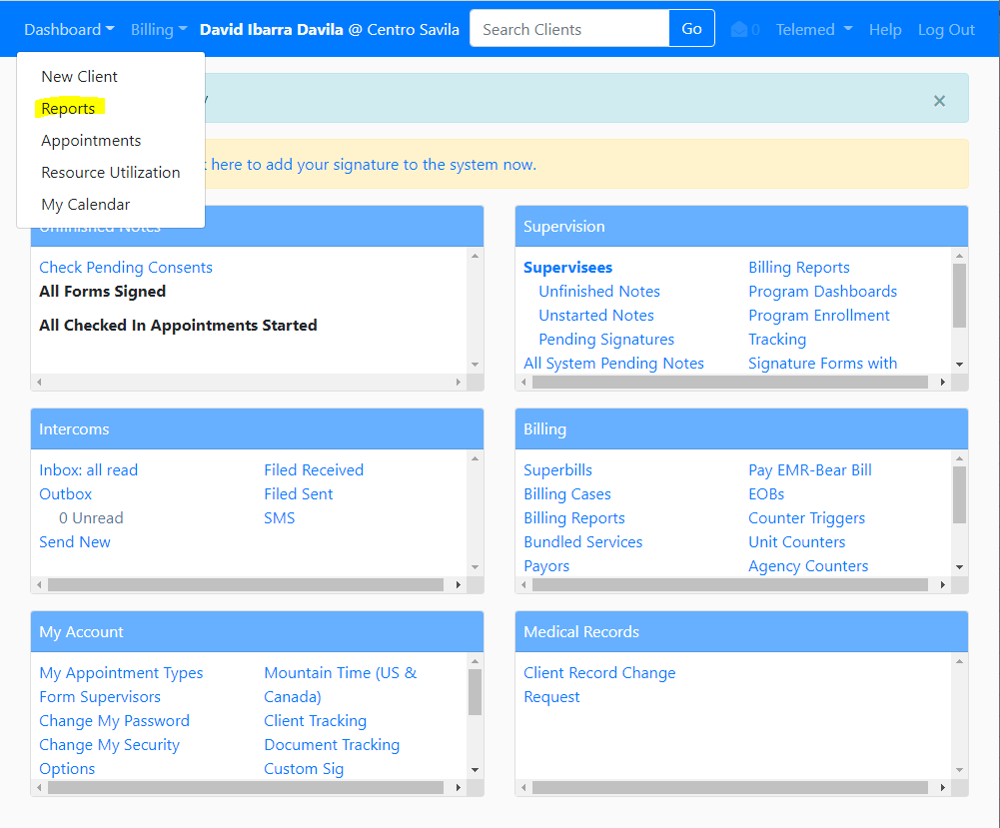 Dashboard Billing David Ibarra Davila @ Centro Savila Search Clients Go 0 Telemed Help Log Out
New Client
Reports
Appointments
Resource Utilization
My Calendar
×
here to add your signature to the system now.
Unfinished Notes
Check Pending Consents
All Forms Signed
All Checked In Appointments Started
Supervision
Supervisees
Unfinished Notes
Unstarted Notes
Pending Signatures
All System Pending Notes
Billing Reports
Program Dashboards
Program Enrollment
Tracking
Signature Forms with
Intercoms
Inbox: all read
Outbox
0 Unread
Send New
Filed Received
Filed Sent
SMS
Billing
Superbills
Billing Cases
Billing Reports
Bundled Services
Payors
Pay EMR-Bear Bill
EOBs
Counter Triggers
Unit Counters
Agency Counters
My Account
My Appointment Types
Form Supervisors
Change My Password
Change My Security
Options
Mountain Time (US &
Canada)
Client Tracking
Document Tracking
Custom Sig
Medical Records
Client Record Change
Request